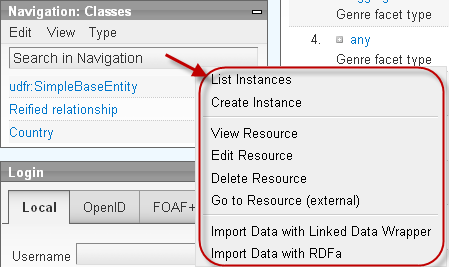 Navigation: Classes
Edit View Type
Search in Navigation
udfr:SimpleBaseEntity
Reified relationship
Country
Genre facet type
4. any
Genre facet type
List Instances
Create Instance
View Resource
Edit Resource
Delete Resource
Go to Resource (external)
Import Data with Linked Data Wrapper
Import Data with RDFa
Login
Local OpenID FOAF+
Username